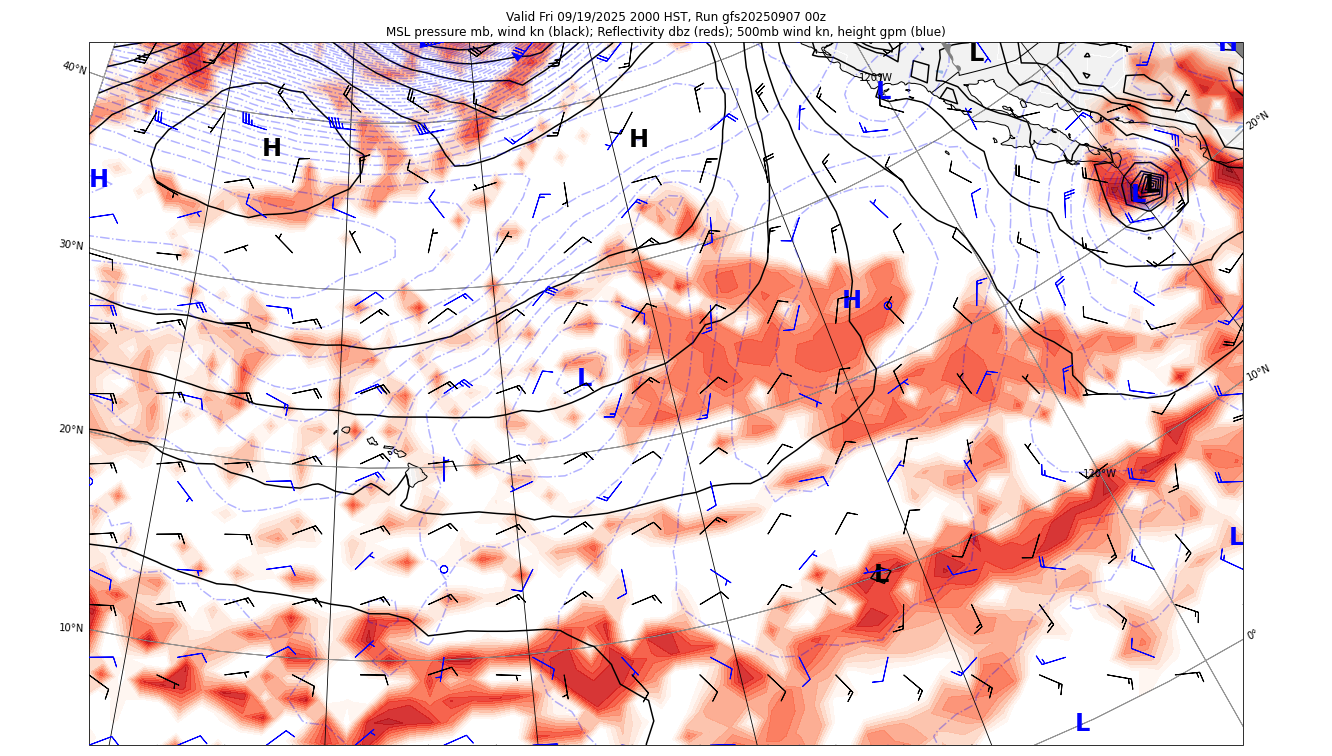 Valid Fri 09/19/2025 2000 HST, Run gfs20250907 00z
MSL pressure mb, wind kn (black); Reflectivity dbz (reds); 500mb wind kn, height gpm (blue)
H
L
40°N
120°W
L
20°N
H
H
H
L
L
30°N
H
10°N
L
20°N
120°W
L
L
10°N
0°
L